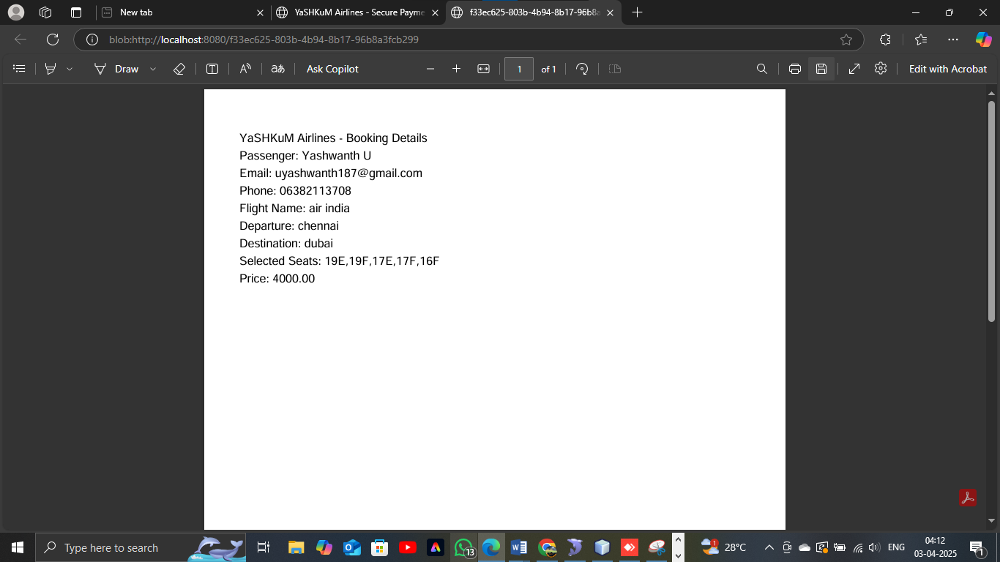 New tab
YaSHKuM Airlines - Secure Payme
f33ec625-803b-4b94-8b17-96b8a
blob:http://localhost:8080/f33ec625-803b-4b94-8b17-96b8a3fcb299
Draw
aあ
Ask Copilot
1 of 1
Edit with Acrobat
YaSHKuM Airlines - Booking Details
Passenger: Yashwanth U
Email: uyashwanth187@gmail.com
Phone: 06382113708
Flight Name: air india
Departure: chennai
Destination: dubai
Selected Seats: 19E,19F,17E,17F,16F
Price: 4000.00
Type here to search
13
1
28°C
ENG
04:12
03-04-2025
1